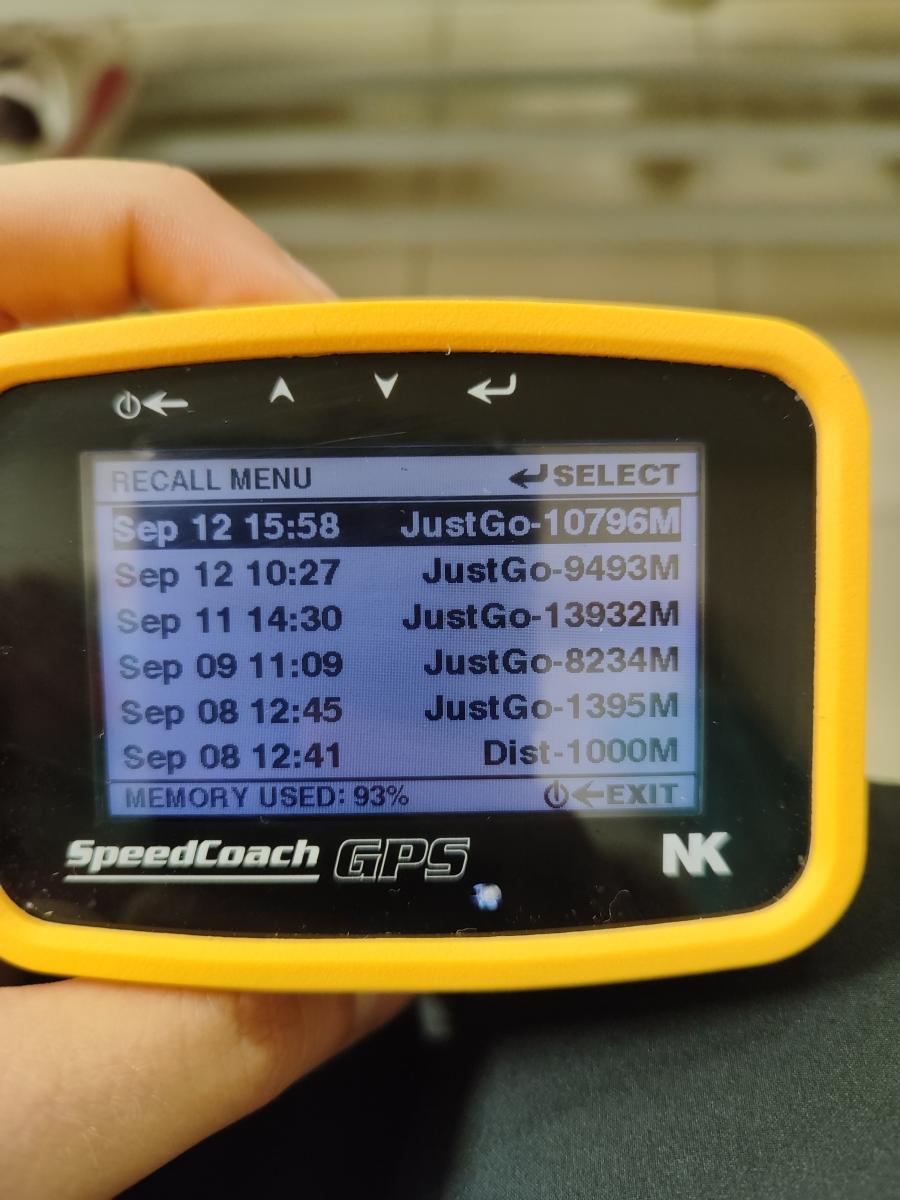 RECALL MENU ↵SELECT
Sep 12 15:58 JustGo-10796M
Sep 12 10:27 JustGo-9493M
Sep 11 14:30 JustGo-13932M
Sep 09 11:09 JustGo-8234M
Sep 08 12:45 JustGo-1395M
Sep 08 12:41 Dist-1000M
MEMORY USED: 93% ⏻←EXIT
SpeedCoach GPS NK